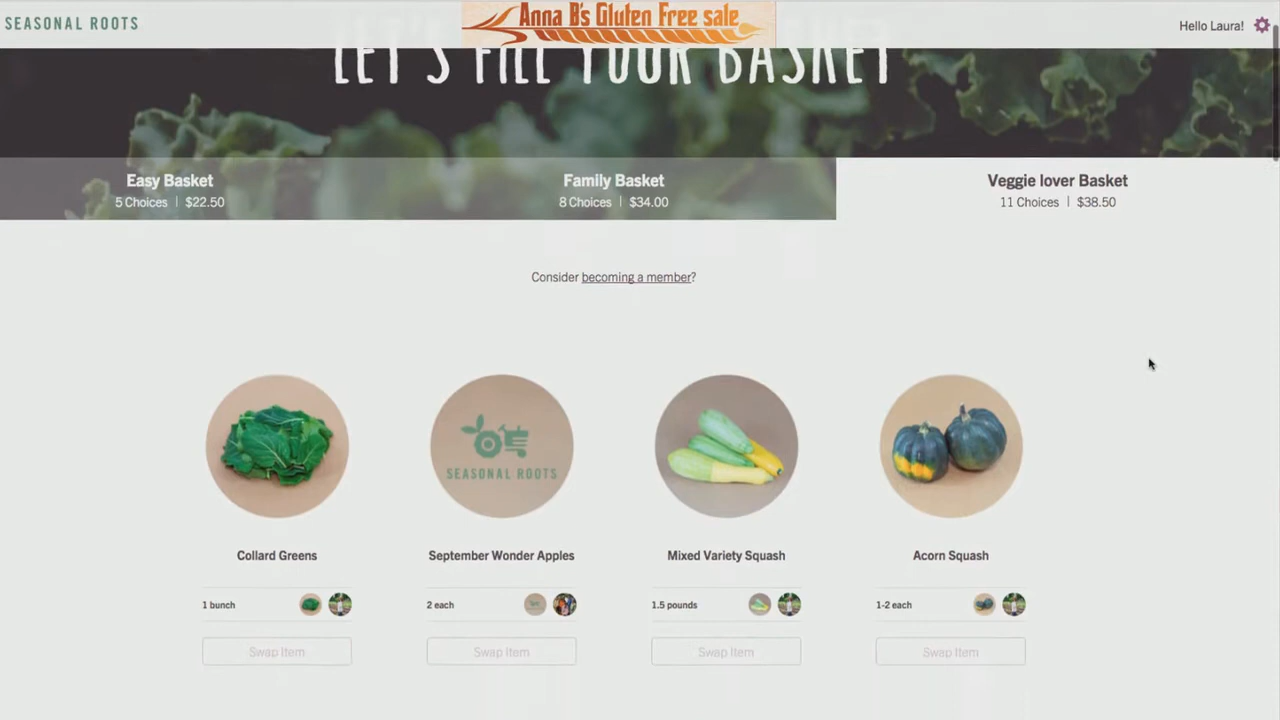 SEASONAL ROOTS
Anna B's Gluten Free sale
Hello Laura!
LET'S FILL YOUR BASKET
Easy Basket
5 Choices | $22.50
Family Basket
8 Choices | $34.00
Veggie lover Basket
11 Choices | $38.50
Consider becoming a member?
SEASONAL ROOTS
Collard Greens
September Wonder Apples
Mixed Variety Squash
Acorn Squash
1 bunch
2 each
1.5 pounds
1-2 each
Swap Item
Swap Item
Swap Item
Swap Item